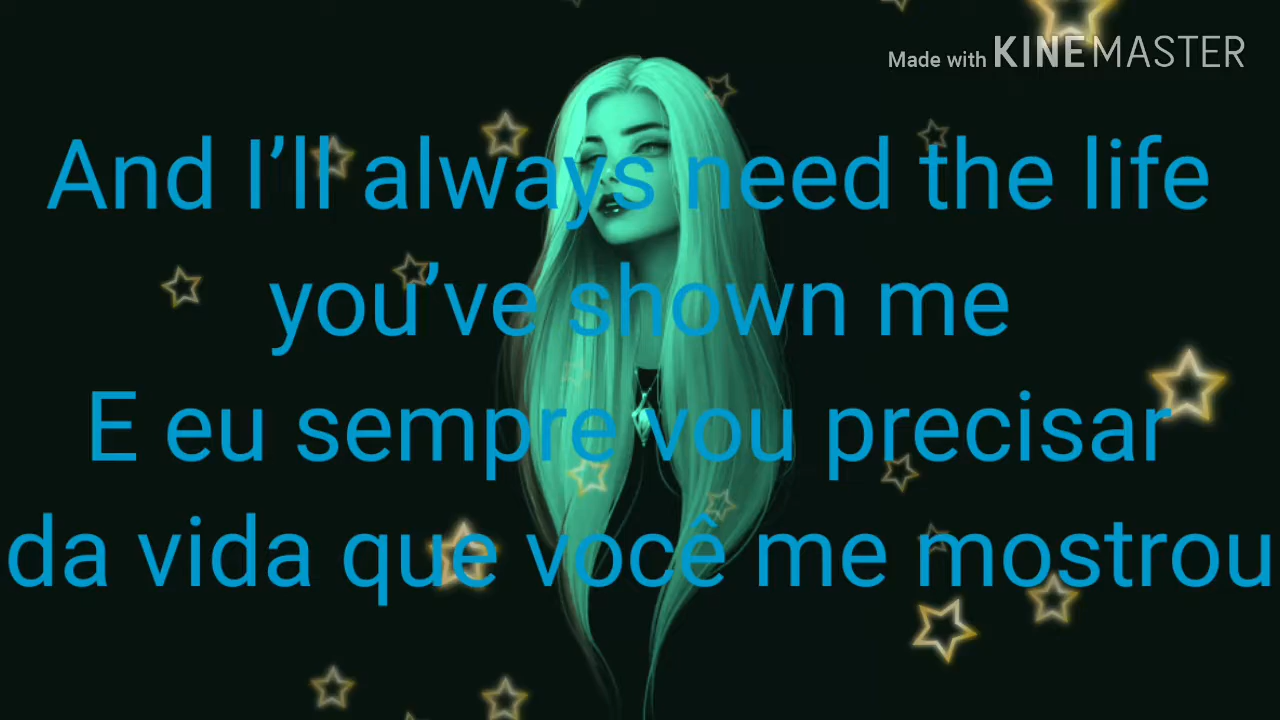 Made with KINEMASTER
And I’ll always need the life
you’ve shown me
E eu sempre vou precisar
da vida que você me mostrou